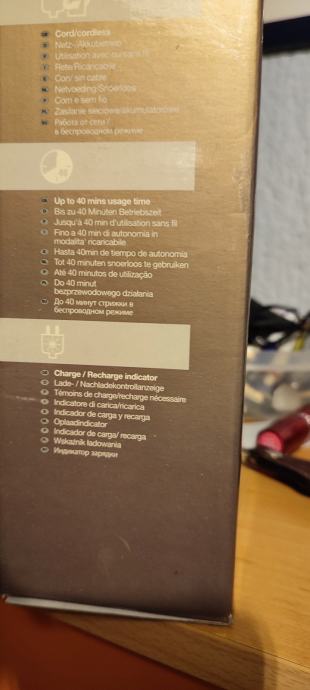 Cord/cordless
Netz-/Akkubetrieb
Utilisation avec ou sans fil
Rete/Ricaricabile
Con/ sin cable
Netvoeding/Snoerloos
Com e sem fio
Zasilanie sieciowe/akumulatorowe
Работа от сети /
в беспроводном режиме
Up to 40 mins usage time
Bis zu 40 Minuten Betriebszeit
Jusqu'à 40 min d'utilisation sans fil
Fino a 40 min di autonomia in
modalita' ricaricabile
Hasta 40min de tiempo de autonomia
Tot 40 minuten snoerloos te gebruiken
Até 40 minutos de utilização
Do 40 minut
bezprzewodowego działania
До 40 минут стрижки в
беспроводном режиме
Charge / Recharge indicator
Lade- / Nachladekontrollanzeige
Témoins de charge/recharge nécessaire
Indicatore di carica/ricarica
Indicador de carga y recarga
Oplaadindicator
Indicador de carga/ recarga
Wskaźnik ładowania
Индикатор зарядки